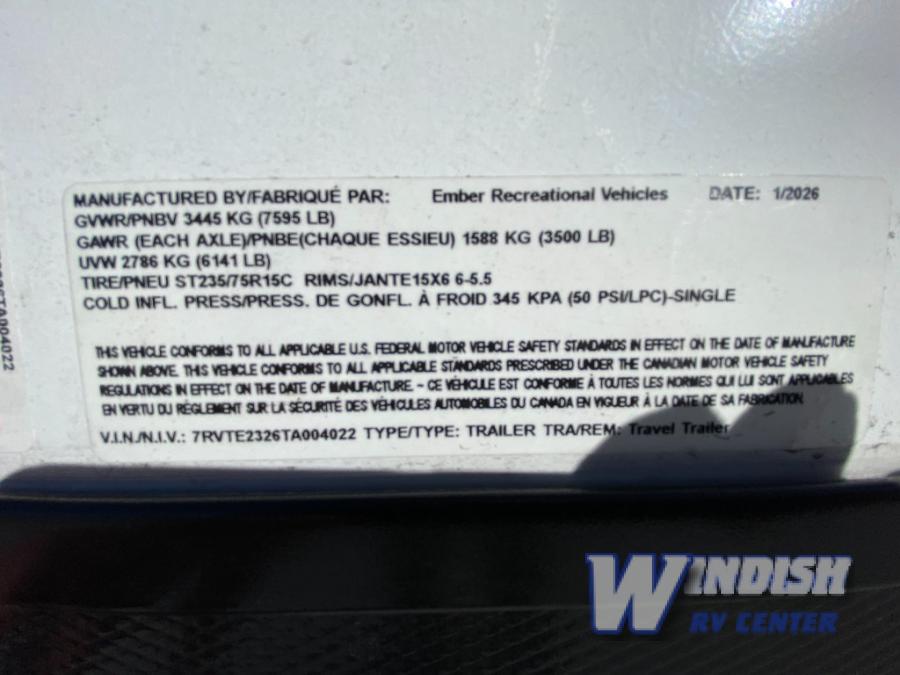 MANUFACTURED BY/FABRIQUÉ PAR: Ember Recreational Vehicles DATE: 1/2026
GVWR/PNBV 3445 KG (7595 LB)
GAWR (EACH AXLE)/PNBE(CHAQUE ESSIEU) 1588 KG (3500 LB)
UVW 2786 KG (6141 LB)
TIRE/PNEU ST235/75R15C RIMS/JANTE15X6 6-5.5
COLD INFL. PRESS/PRESS. DE GONFL. À FROID 345 KPA (50 PSI/LPC)-SINGLE
THIS VEHICLE CONFORMS TO ALL APPLICABLE U.S. FEDERAL MOTOR VEHICLE SAFETY STANDARDS IN EFFECT ON THE DATE OF MANUFACTURE
SHOWN ABOVE. THIS VEHICLE CONFORMS TO ALL APPLICABLE STANDARDS PRESCRIBED UNDER THE CANADIAN MOTOR VEHICLE SAFETY
REGULATIONS IN EFFECT ON THE DATE OF MANUFACTURE. - CE VÉHICULE EST CONFORME À TOUTES LES NORMES QUI LUI SONT APPLICABLES
EN VERTU DU RÉGLEMENT SUR LA SÉCURITÉ DES VÉHICULES AUTOMOBILES DU CANADA EN VIGUEUR À LA DATE DE SA FABRICATION.
V.I.N./N.I.V.: 7RVTE2326TA004022 TYPE/TYPE: TRAILER TRA/REM: Travel Trailer
TA004022
WINDISH
RV CENTER